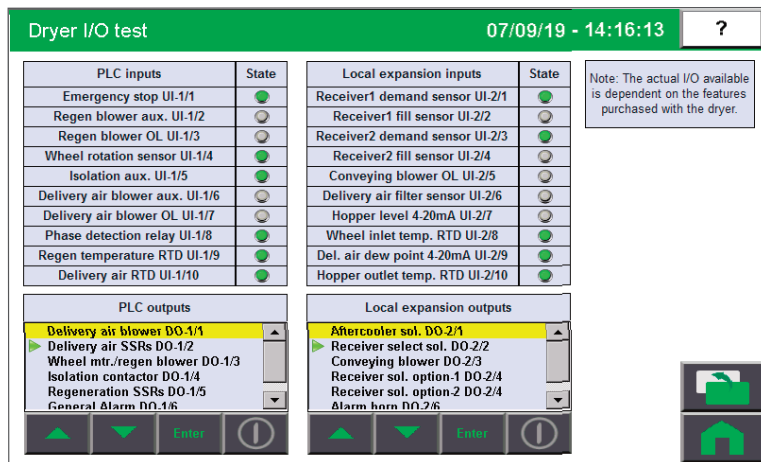 Dryer I/O test
07/09/19 - 14:16:13
?
PLC inputs State
Emergency stop UI-1/1
Regen blower aux. UI-1/2
Regen blower OL UI-1/3
Wheel rotation sensor UI-1/4
Isolation aux. UI-1/5
Delivery air blower aux. UI-1/6
Delivery air blower OL UI-1/7
Phase detection relay UI-1/8
Regen temperature RTD UI-1/9
Delivery air RTD UI-1/10
Local expansion inputs State
Receiver1 demand sensor UI-2/1
Receiver1 fill sensor UI-2/2
Receiver2 demand sensor UI-2/3
Receiver2 fill sensor UI-2/4
Conveying blower OL UI-2/5
Delivery air filter sensor UI-2/6
Hopper level 4-20mA UI-2/7
Wheel inlet temp. RTD UI-2/8
Del. air dew point 4-20mA UI-2/9
Hopper outlet temp. RTD UI-2/10
Note: The actual I/O available
is dependent on the features
purchased with the dryer.
PLC outputs
Delivery air blower DO-1/1
Delivery air SSRs DO-1/2
Wheel mtr./regen blower DO-1/3
Isolation contactor DO-1/4
Regeneration SSRs DO-1/5
General Alarm DO-1/6
Enter
Local expansion outputs
Aftercooler sol. DO-2/1
Receiver select sol. DO-2/2
Conveying blower DO-2/3
Receiver sol. option-1 DO-2/4
Receiver sol. option-2 DO-2/4
Alarm horn DO-2/6
Enter